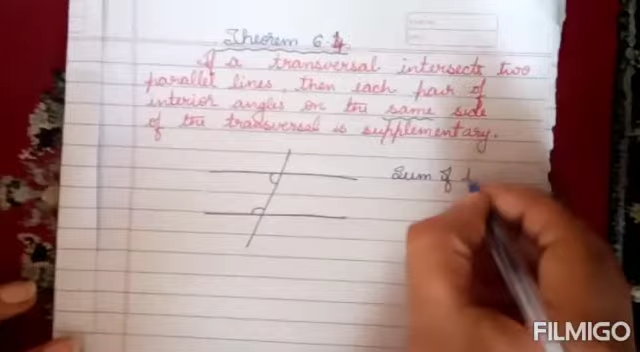 Theorem 6.4
If a transversal intersects two
parallel lines, then each pair of
interior angles on the same side
of the transversal is supplementary.
Sum of
FILMIGO